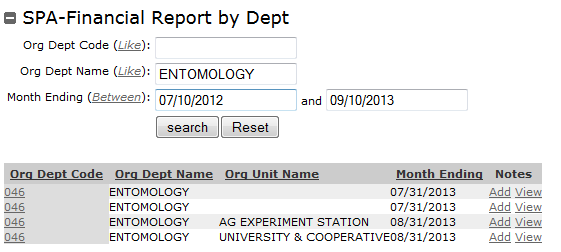 SPA-Financial Report by Dept
Org Dept Code (Like):
Org Dept Name (Like): ENTOMOLOGY
Month Ending (Between): 07/10/2012 and 09/10/2013
search Reset
Org Dept Code Org Dept Name Org Unit Name Month Ending Notes
046 ENTOMOLOGY 07/31/2013 Add View
046 ENTOMOLOGY 07/31/2013 Add View
046 ENTOMOLOGY AG EXPERIMENT STATION 08/31/2013 Add View
046 ENTOMOLOGY UNIVERSITY & COOPERATIVE 08/31/2013 Add View